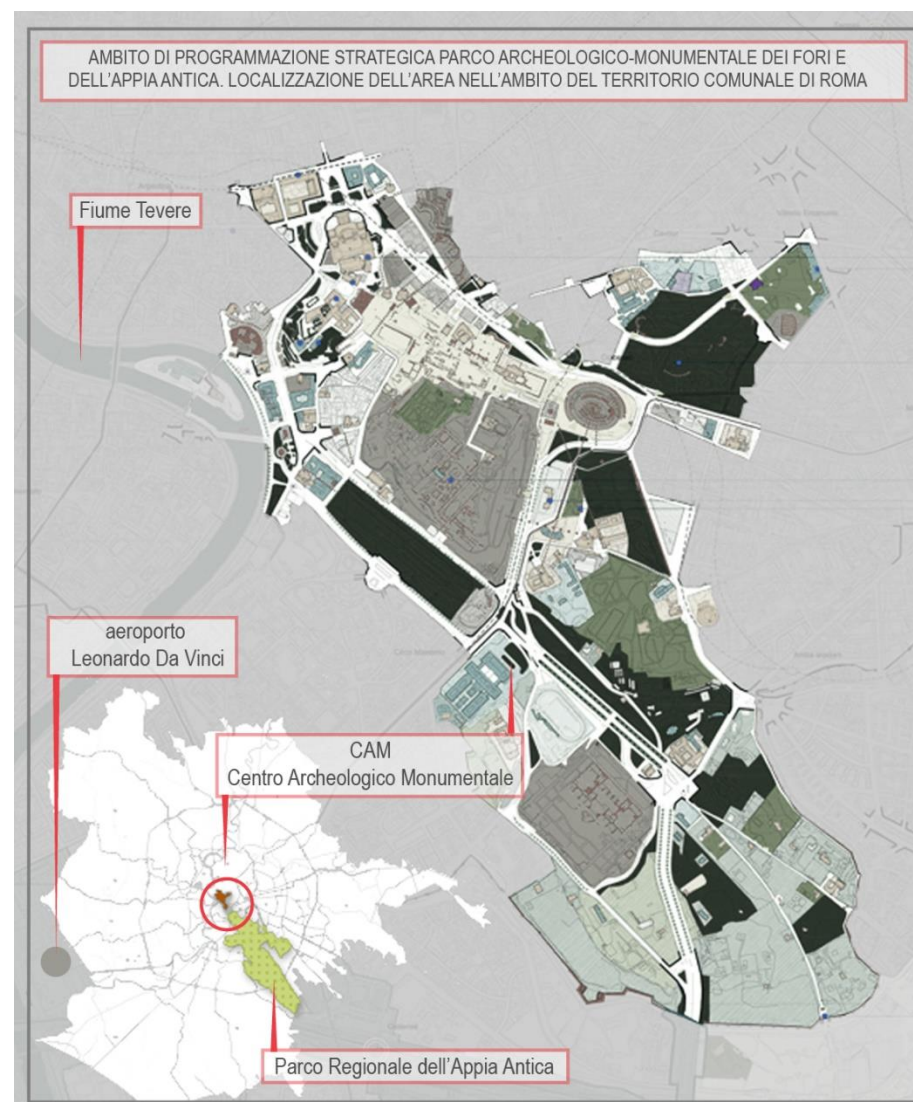 AMBITO DI PROGRAMMAZIONE STRATEGICA PARCO ARCHEOLOGICO-MONUMENTALE DEI FORI E
DELL'APPIA ANTICA. LOCALIZZAZIONE DELL'AREA NELL'AMBITO DEL TERRITORIO COMUNALE DI ROMA
Fiume Tevere
aeroporto
Leonardo Da Vinci
CAM
Centro Archeologico Monumentale
Parco Regionale dell'Appia Antica